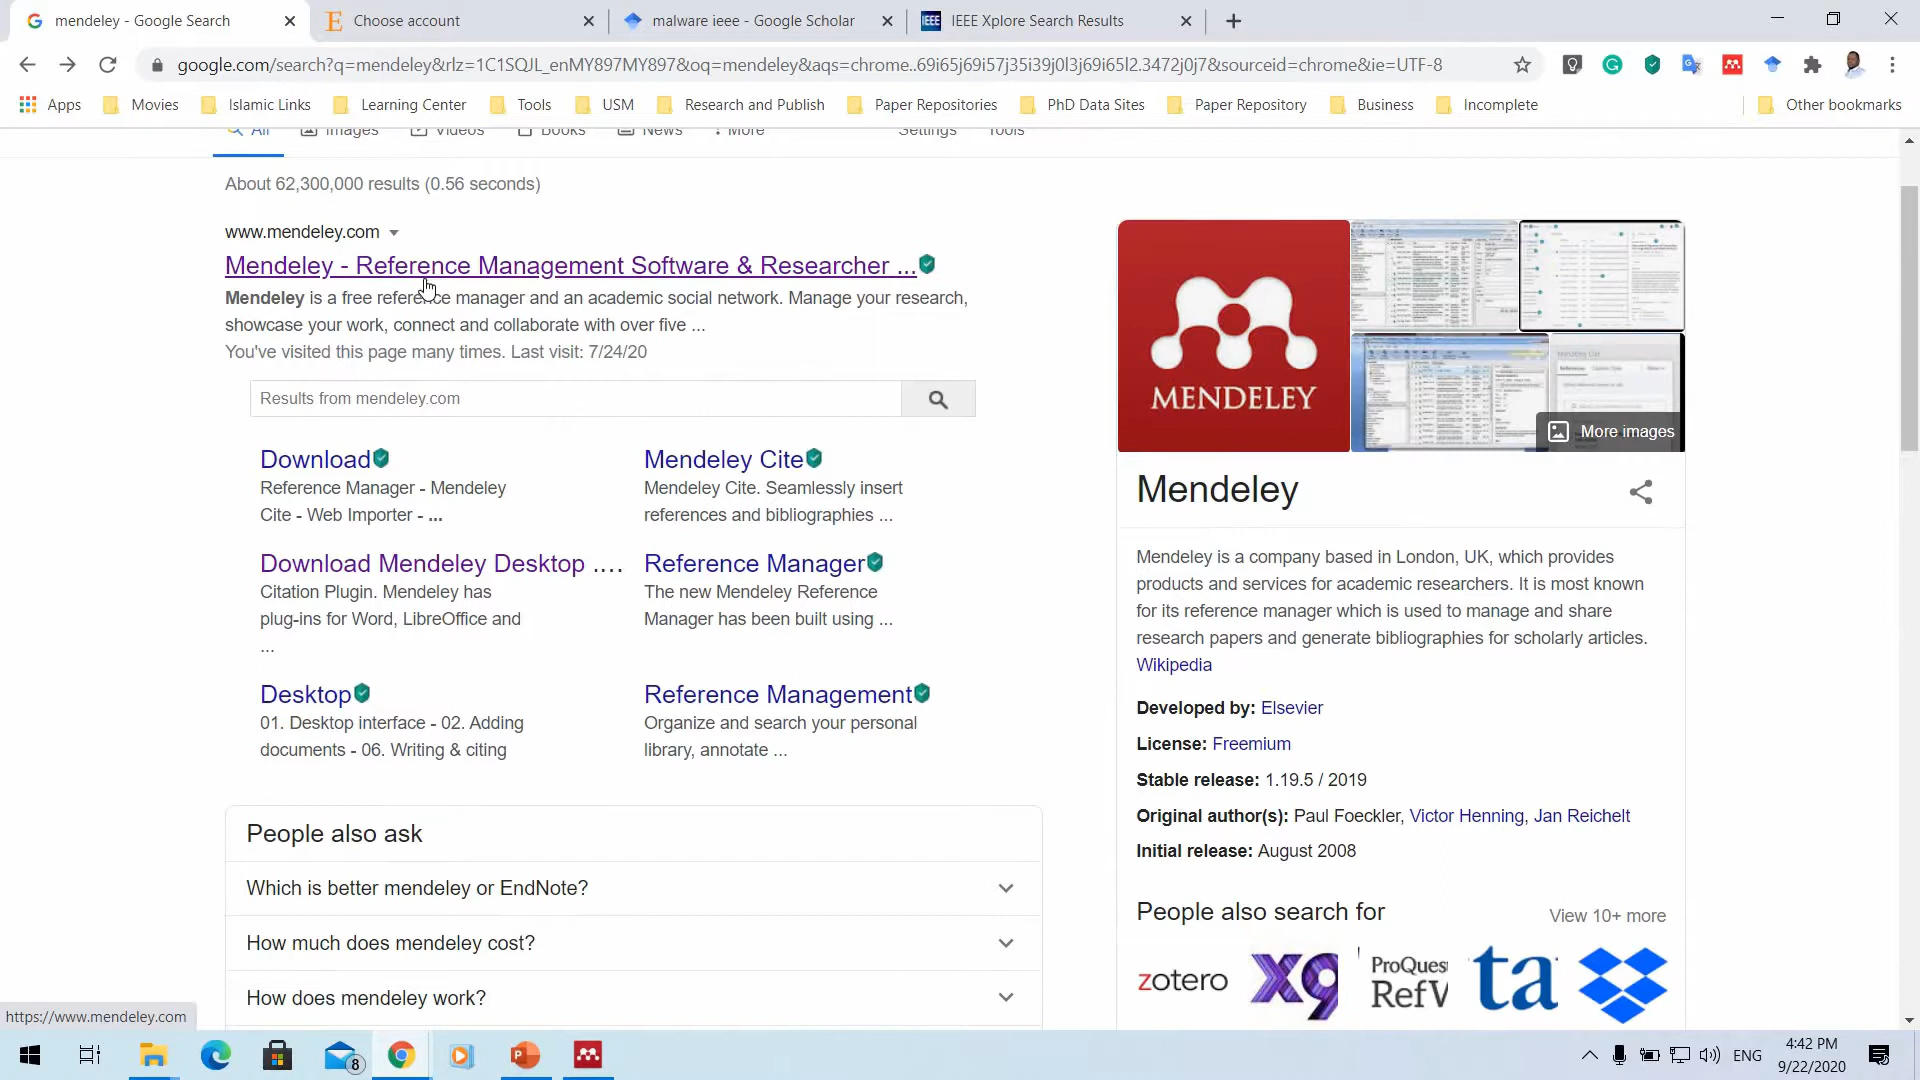 mendeley - Google Search
Choose account
malware ieee - Google Scholar
IEEE Xplore Search Results
google.com/search?q=mendeley&rlz=1C1SQJL_enMY897MY897&oq=mendeley&aqs=chrome..69i65j69i57j35i39j0l3j69i65l2.3472j0j7&sourceid=chrome&ie=UTF-8
Apps Movies Islamic Links Learning Center Tools USM Research and Publish Paper Repositories PhD Data Sites Paper Repository Business Incomplete Other bookmarks
All Images Videos Books News More Settings Tools
About 62,300,000 results (0.56 seconds)
www.mendeley.com
Mendeley - Reference Management Software & Researcher ...
Mendeley is a free reference manager and an academic social network. Manage your research,
showcase your work, connect and collaborate with over five ...
You've visited this page many times. Last visit: 7/24/20
Results from mendeley.com
Download
Reference Manager - Mendeley
Cite - Web Importer - ...
Mendeley Cite
Mendeley Cite. Seamlessly insert
references and bibliographies ...
Download Mendeley Desktop ....
Citation Plugin. Mendeley has
plug-ins for Word, LibreOffice and
...
Reference Manager
The new Mendeley Reference
Manager has been built using ...
Desktop
01. Desktop interface - 02. Adding
documents - 06. Writing & citing
Reference Management
Organize and search your personal
library, annotate ...
People also ask
Which is better mendeley or EndNote?
How much does mendeley cost?
How does mendeley work?
MENDELEY
More images
Mendeley
Mendeley is a company based in London, UK, which provides
products and services for academic researchers. It is most known
for its reference manager which is used to manage and share
research papers and generate bibliographies for scholarly articles.
Wikipedia
Developed by: Elsevier
License: Freemium
Stable release: 1.19.5 / 2019
Original author(s): Paul Foeckler, Victor Henning, Jan Reichelt
Initial release: August 2008
People also search for
View 10+ more
zotero
X9
ProQues
RefV
ta
https://www.mendeley.com
8
ENG
4:42 PM
9/22/2020